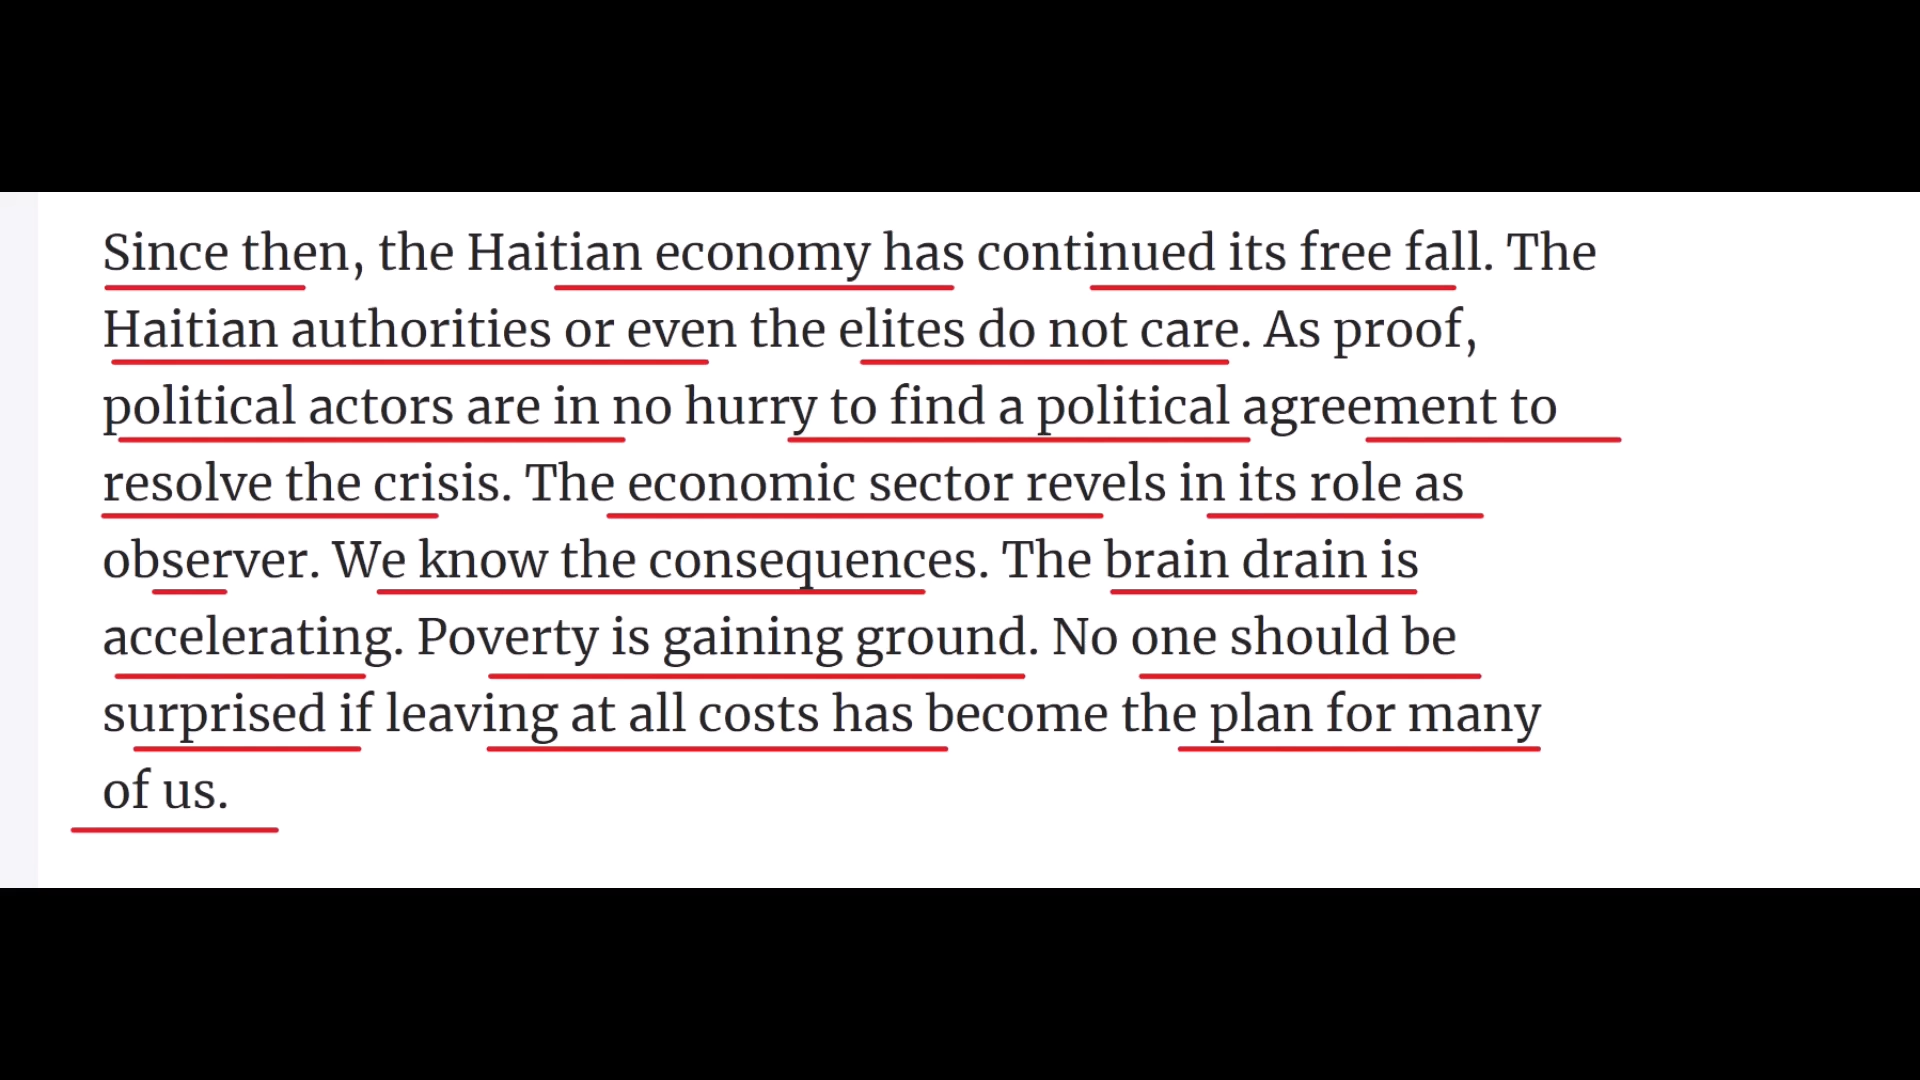 Since then, the Haitian economy has continued its free fall. The
Haitian authorities or even the elites do not care. As proof,
political actors are in no hurry to find a political agreement to
resolve the crisis. The economic sector revels in its role as
observer. We know the consequences. The brain drain is
accelerating. Poverty is gaining ground. No one should be
surprised if leaving at all costs has become the plan for many
of us.